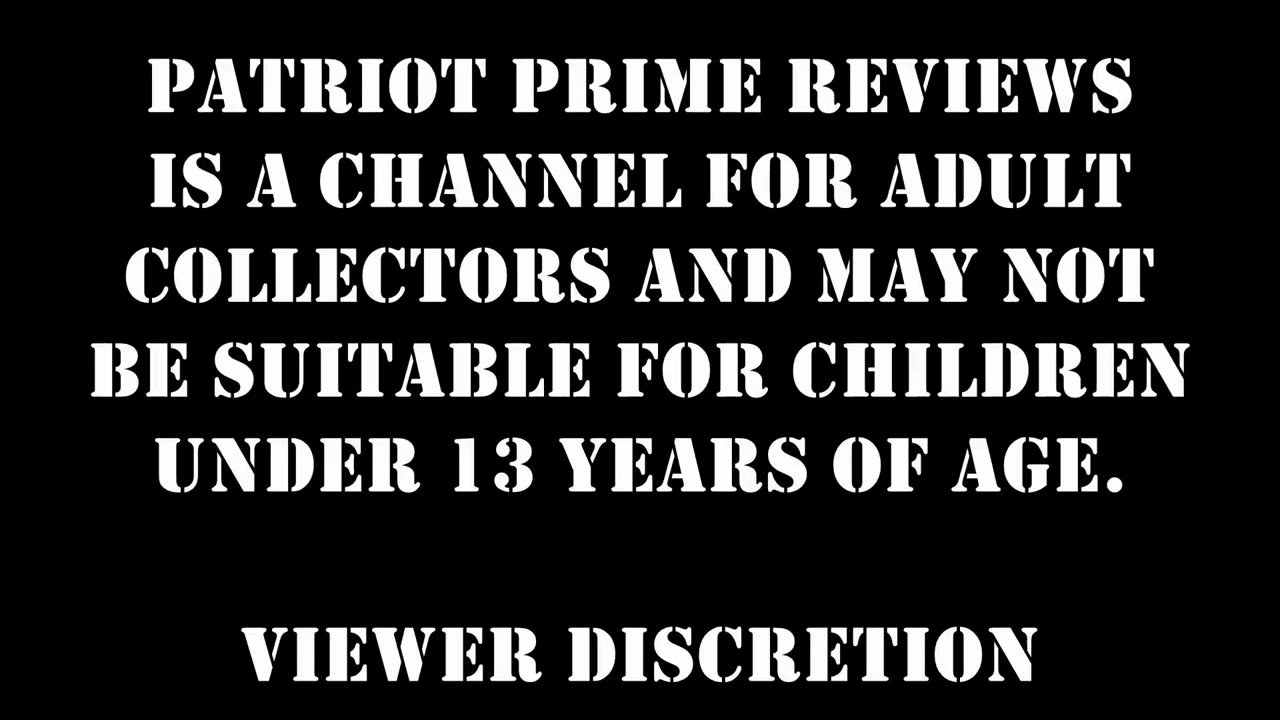 PATRIOT PRIME REVIEWS
IS A CHANNEL FOR ADULT
COLLECTORS AND MAY NOT
BE SUITABLE FOR CHILDREN
UNDER 13 YEARS OF AGE.
VIEWER DISCRETION